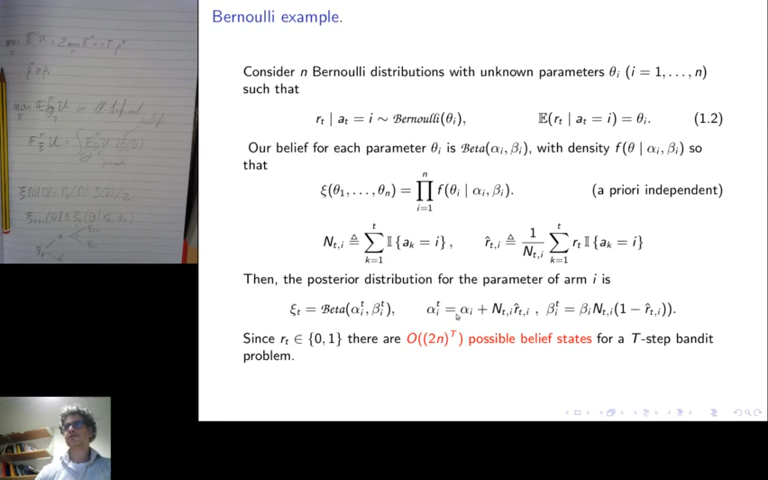 Bernoulli example.
Consider n Bernoulli distributions with unknown parameters θ_i (i = 1, . . . , n)
such that
r_t | a_t = i ∼ Bernoulli(θ_i), 𝔼(r_t | a_t = i) = θ_i. (1.2)
Our belief for each parameter θ_i is Beta(α_i, β_i), with density f(θ | α_i, β_i) so
that
ξ(θ_1, . . . , θ_n) = ∏_{i=1}^{n} f(θ_i | α_i, β_i). (a priori independent)
N_{t,i} ≜ ∑_{k=1}^{t} 𝕀{a_k = i}, r̂_{t,i} ≜ 1/N_{t,i} ∑_{k=1}^{t} r_t 𝕀{a_k = i}
Then, the posterior distribution for the parameter of arm i is
ξ_t = Beta(α_i^t, β_i^t), α_i^t = α_i + N_{t,i} r̂_{t,i} , β_i^t = β_i N_{t,i}(1 − r̂_{t,i})).
Since r_t ∈ {0, 1} there are O((2n)^T) possible belief states for a T-step bandit
problem.